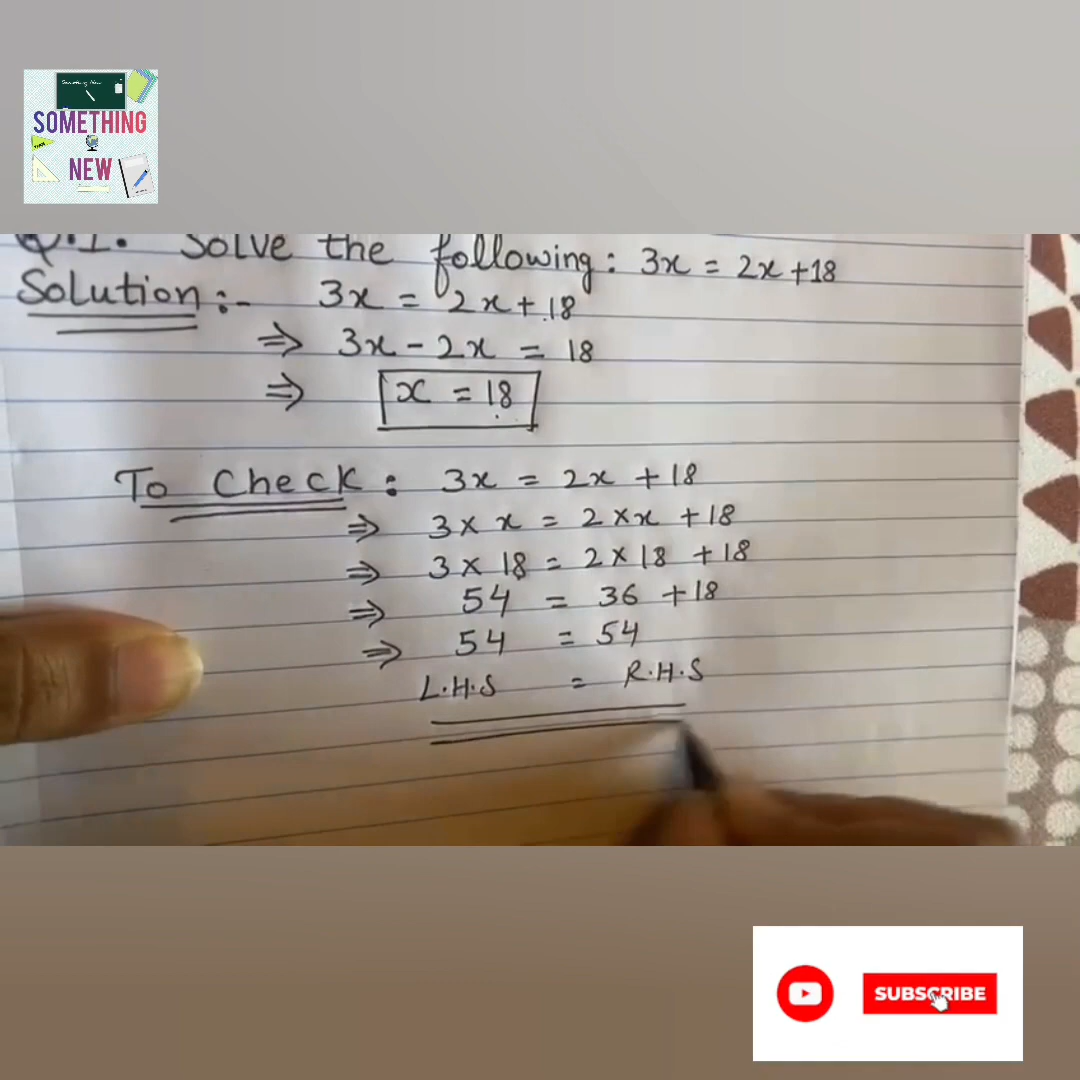 SOMETHING
NEW
Q.1. Solve the following: 3x = 2x+18
Solution:- 3x = 2x+18
⇒ 3x - 2x = 18
⇒ x = 18
To Check: 3x = 2x + 18
⇒ 3 × x = 2 × x + 18
⇒ 3 × 18 = 2 × 18 + 18
⇒ 54 = 36 + 18
⇒ 54 = 54
L.H.S = R.H.S
SUBSCRIBE